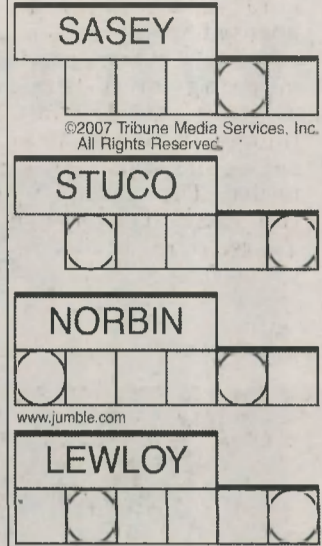 SASEY
©2007 Tribune Media Services, Inc.
All Rights Reserved.
STUCO
NORBIN
www.jumble.com
LEWLOY